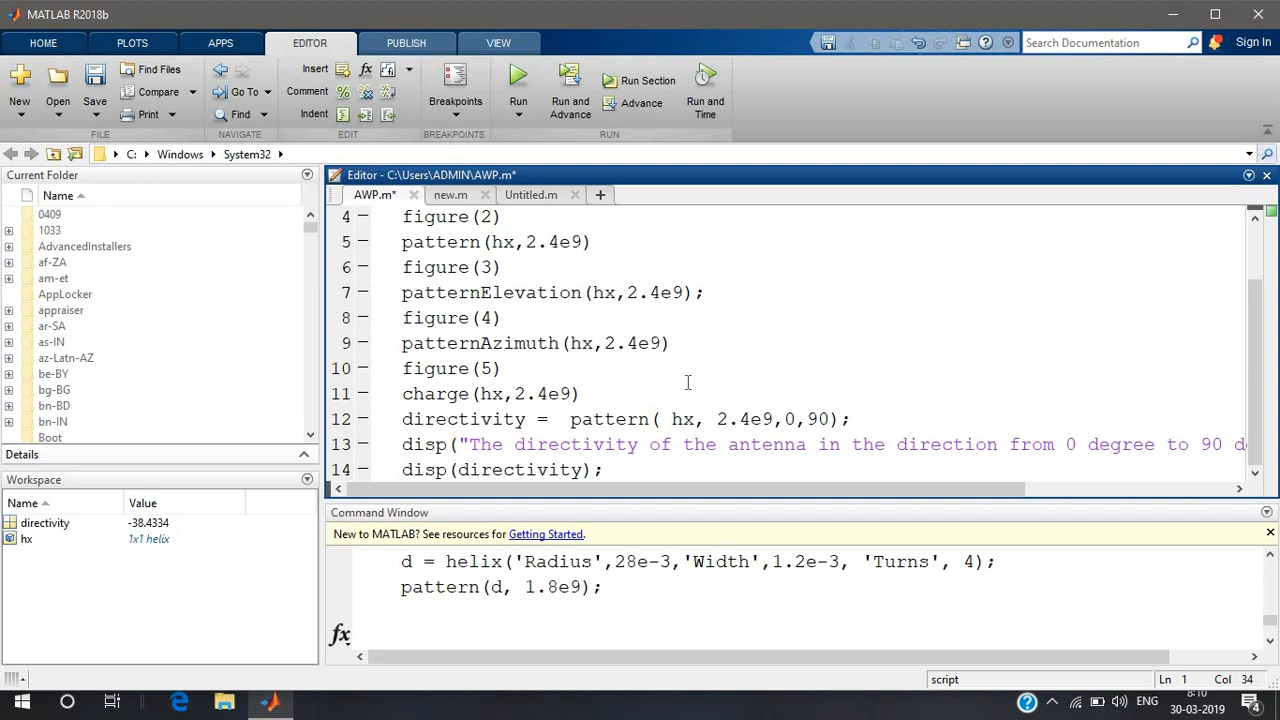 MATLAB R2018b
HOME PLOTS APPS EDITOR PUBLISH VIEW
Search Documentation
Sign In
New Open Save
Find Files
Compare
Print
Go To
Find
Insert
Comment
Indent
fx
Breakpoints
Run
Run and Advance
Run Section
Advance
Run and Time
FILE NAVIGATE EDIT BREAKPOINTS RUN
C: Windows System32
Current Folder
Name
0409
1033
AdvancedInstallers
af-ZA
am-et
AppLocker
appraiser
ar-SA
as-IN
az-Latn-AZ
be-BY
bg-BG
bn-BD
bn-IN
Boot
Details
Workspace
Name Value
directivity -38.4334
hx 1x1 helix
Editor - C:\Users\ADMIN\AWP.m*
AWP.m* new.m Untitled.m +
4 figure(2)
5 pattern(hx,2.4e9)
6 figure(3)
7 patternElevation(hx,2.4e9);
8 figure(4)
9 patternAzimuth(hx,2.4e9)
10 figure(5)
11 charge(hx,2.4e9)
12 directivity = pattern( hx, 2.4e9,0,90);
13 disp("The directivity of the antenna in the direction from 0 degree to 90 d
14 disp(directivity);
Command Window
New to MATLAB? See resources for Getting Started.
d = helix('Radius',28e-3,'Width',1.2e-3, 'Turns', 4);
pattern(d, 1.8e9);
fx
script
Ln 1 Col 34
ENG
8:10
30-03-2019
4